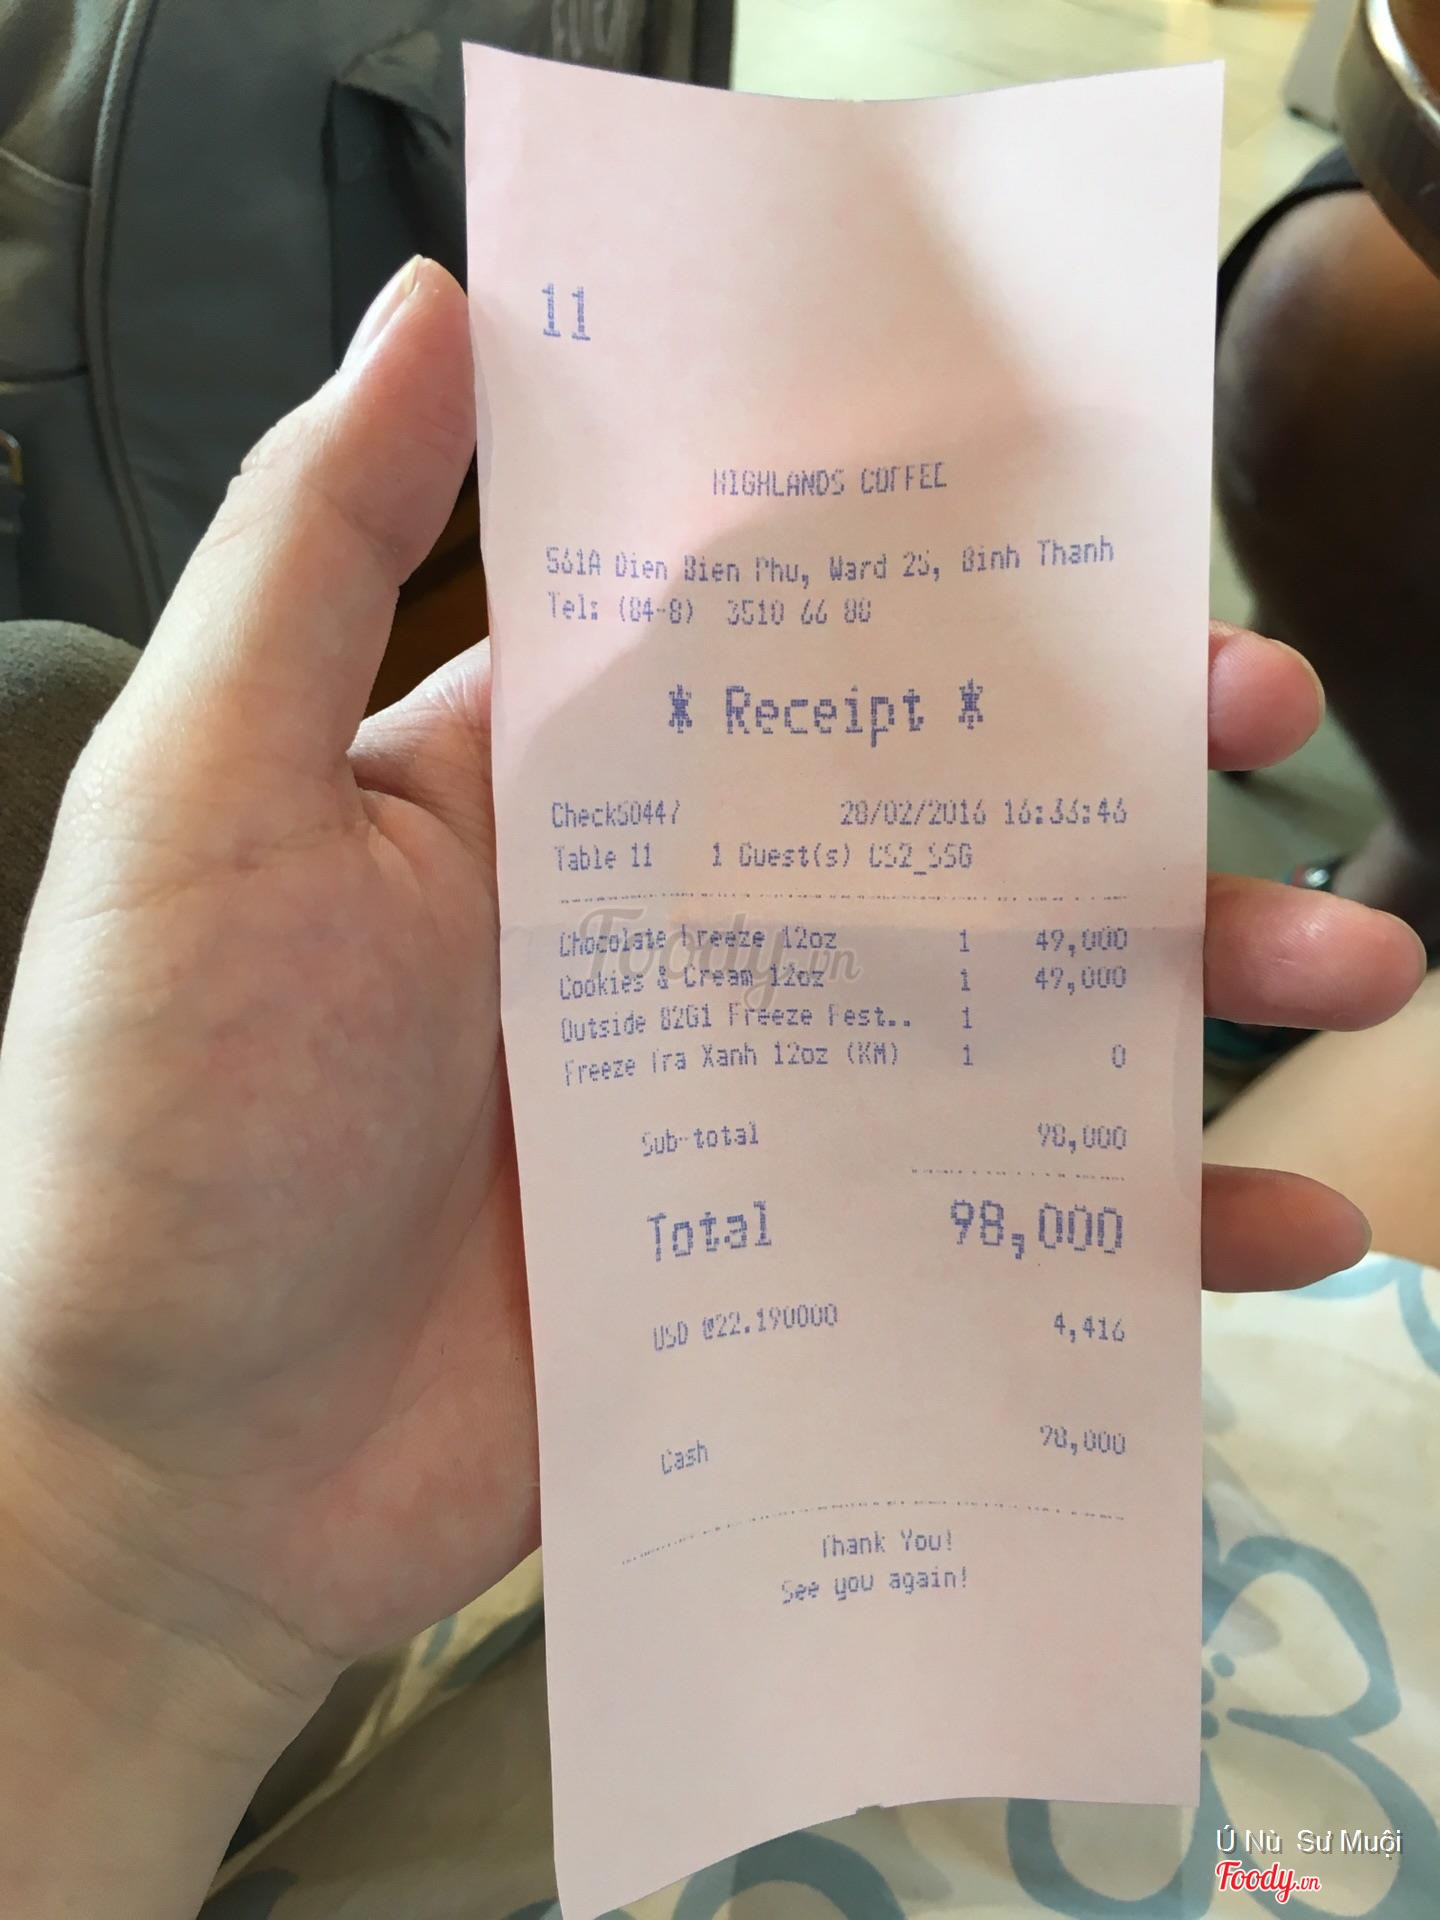 11
HIGHLANDS COFFEE
561A Dien Bien Phu, Ward 25, Binh Thanh
Tel: (84-8) 3510 66 88
* Receipt *
Check50447 28/02/2016 16:36:46
Table 11 1 Guest(s) CS2_SSG
Chocolate Freeze 12oz 1 49,000
Cookies & Cream 12oz 1 49,000
Outside B2G1 Freeze Fest.. 1
Freeze Tra Xanh 12oz (KM) 1 0
Sub-total 98,000
Total 98,000
USD @22.190000 4,416
Cash 98,000
Thank You!
See you again!
Foody.vn
Ú Nù Sư Muội
Foody.vn